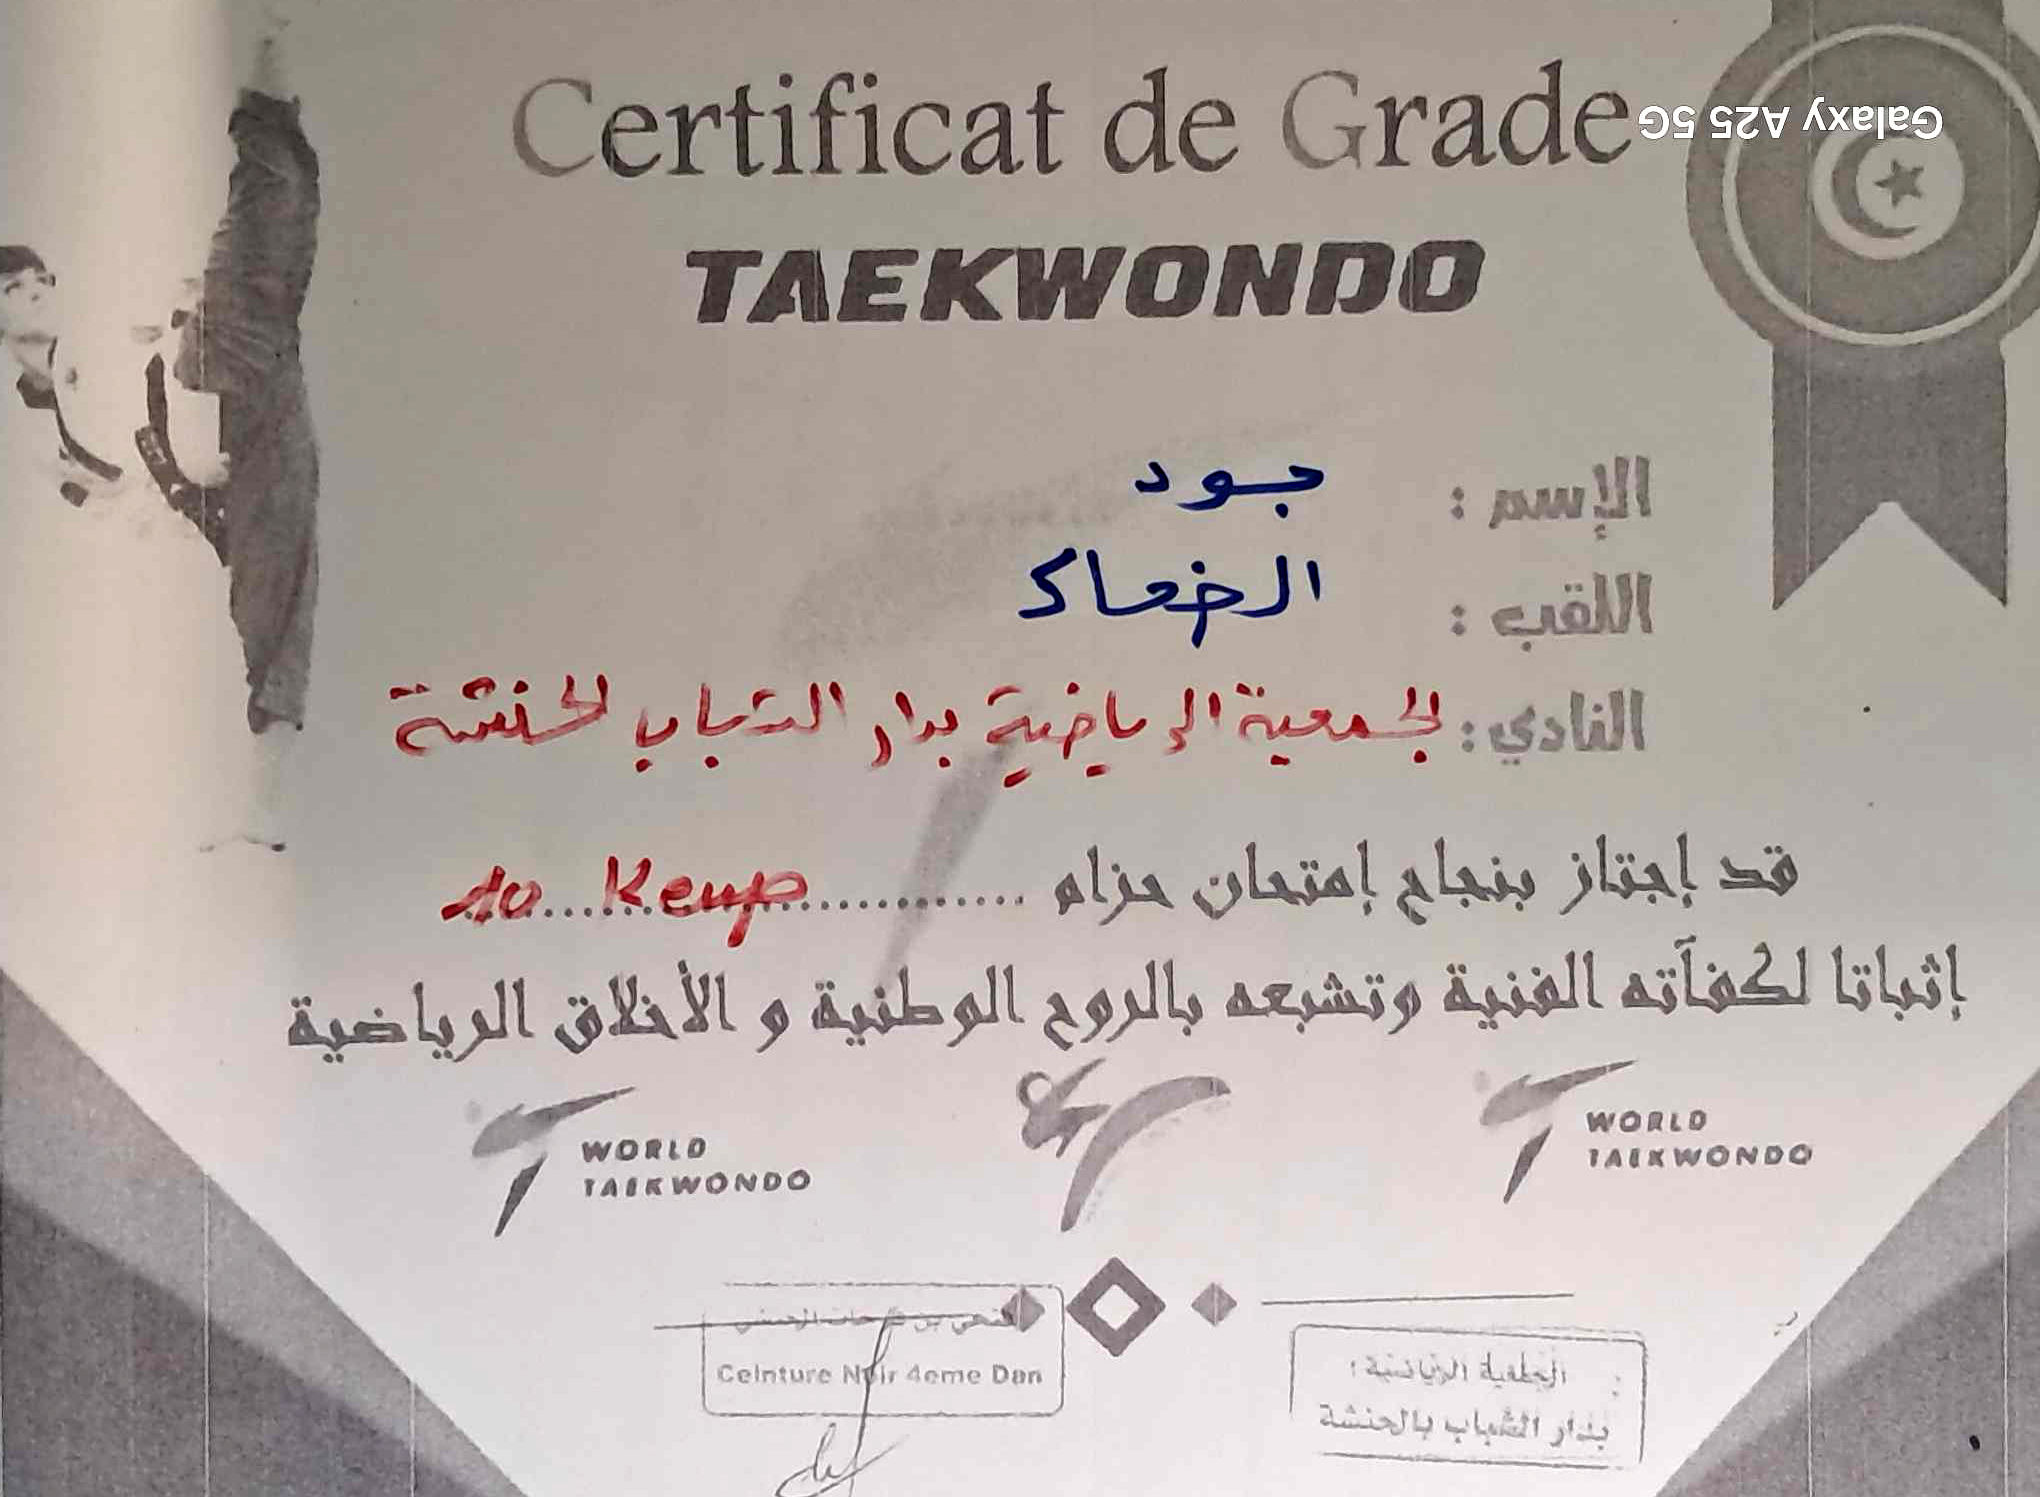 Certificat de Grade
Galaxy A25 5G
TAEKWONDO
الإسم : جود
اللقب :
النادي : الجمعية الرياضية بدار الشباب الحنشة
قد إجتاز بنجاح إمتحان حزام .......... 10 Keup
إثباتا لكفآته الفنية وتشبعه بالروح الوطنية و الأخلاق الرياضية
WORLD
TAEKWONDO
WORLD
TAEKWONDO
Ceinture Noir 4eme Dan
الجمعية الرياضية
بدار الشباب بالحنشة